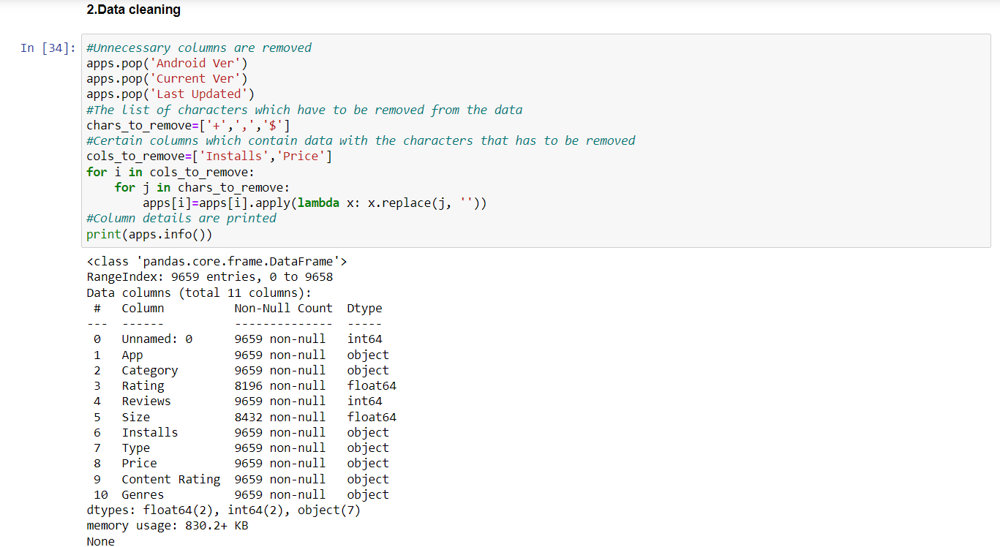 2.Data cleaning
In [34]: #Unnecessary columns are removed
apps.pop('Android Ver')
apps.pop('Current Ver')
apps.pop('Last Updated')
#The list of characters which have to be removed from the data
chars_to_remove=['+',',','$']
#Certain columns which contain data with the characters that has to be removed
cols_to_remove=['Installs','Price']
for i in cols_to_remove:
    for j in chars_to_remove:
        apps[i]=apps[i].apply(lambda x: x.replace(j, ''))
#Column details are printed
print(apps.info())
<class 'pandas.core.frame.DataFrame'>
RangeIndex: 9659 entries, 0 to 9658
Data columns (total 11 columns):
 #   Column          Non-Null Count  Dtype
---  ------          --------------  -----
 0   Unnamed: 0      9659 non-null   int64
 1   App             9659 non-null   object
 2   Category        9659 non-null   object
 3   Rating          8196 non-null   float64
 4   Reviews         9659 non-null   int64
 5   Size            8432 non-null   float64
 6   Installs        9659 non-null   object
 7   Type            9659 non-null   object
 8   Price           9659 non-null   object
 9   Content Rating  9659 non-null   object
 10  Genres          9659 non-null   object
dtypes: float64(2), int64(2), object(7)
memory usage: 830.2+ KB
None